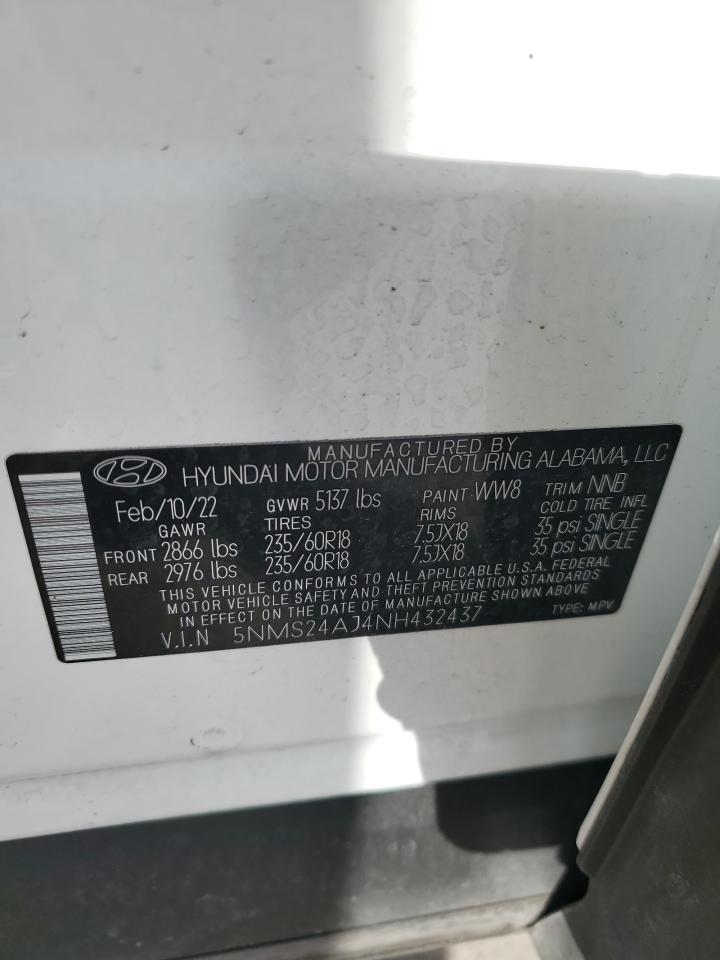 MANUFACTURED BY
HYUNDAI MOTOR MANUFACTURING ALABAMA, LLC
Feb/10/22 GVWR 5137 lbs PAINT-WW8 TRIM NNB
GAWR TIRES RIMS COLD TIRE INFL
FRONT 2866 lbs 235/60R18 7.5JX18 35 psi SINGLE
REAR 2976 lbs 235/60R18 7.5JX18 35 psi SINGLE
THIS VEHICLE CONFORMS TO ALL APPLICABLE U.S.A. FEDERAL
MOTOR VEHICLE SAFETY AND THEFT PREVENTION STANDARDS
IN EFFECT ON THE DATE OF MANUFACTURE SHOWN ABOVE
V.I.N 5NMS24AJ4NH432437 TYPE: MPV